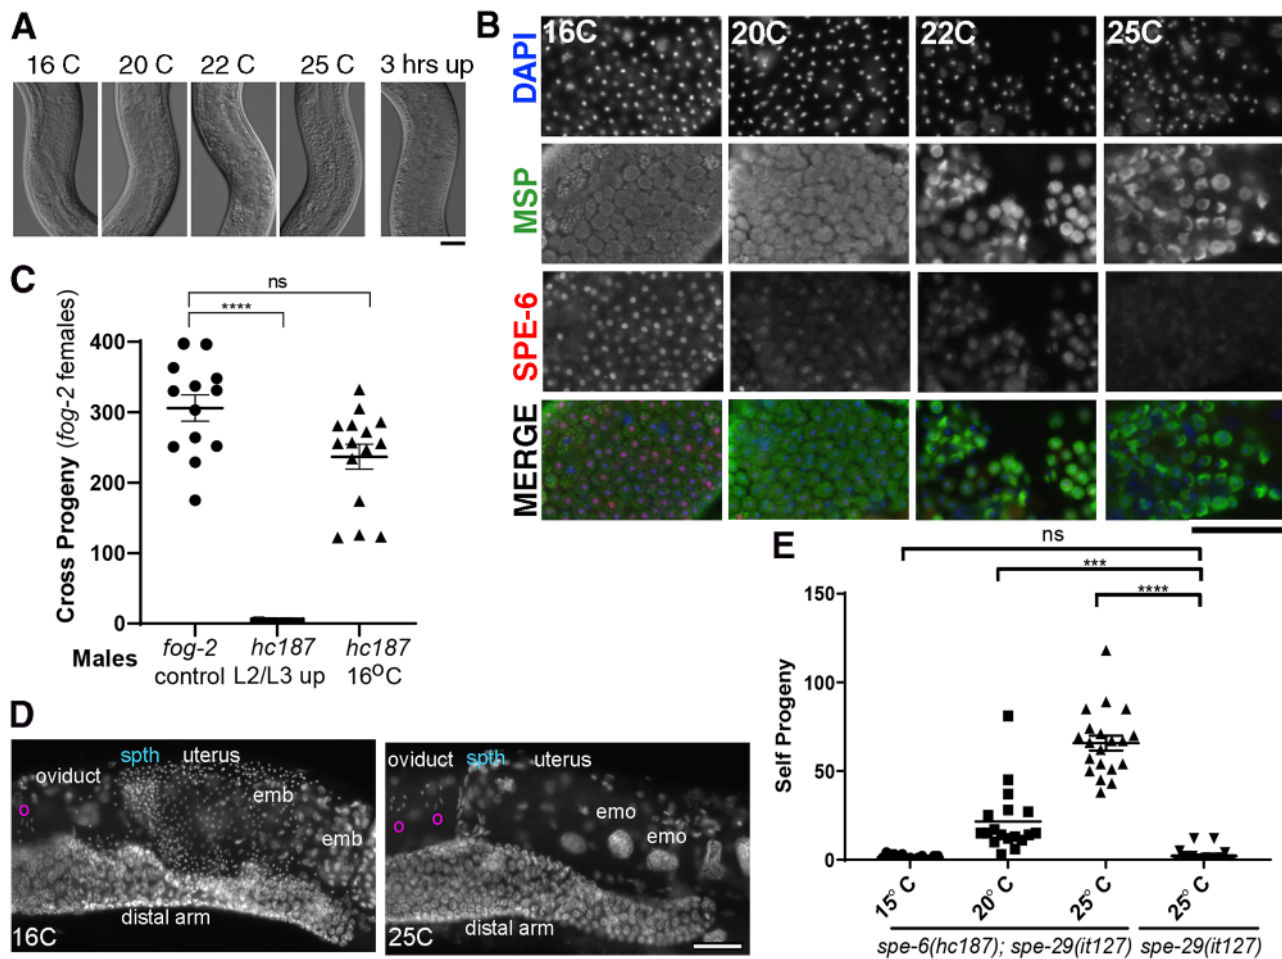 A
16 C 20 C 22 C 25 C 3 hrs up
B
16C 20C 22C 25C
DAPI
MSP
SPE-6
MERGE
C
ns
****
Cross Progeny (fog-2 females)
400
300
200
100
0
Males
fog-2 hc187 hc187
control L2/L3 up 16°C
D
spth uterus
oviduct
emb
emb
distal arm
16C
oviduct spth uterus
emo
emo
distal arm
25C
E
ns
***
****
Self Progeny
150
100
50
0
15° C 20° C 25° C 25° C
spe-6(hc187); spe-29(it127) spe-29(it127)